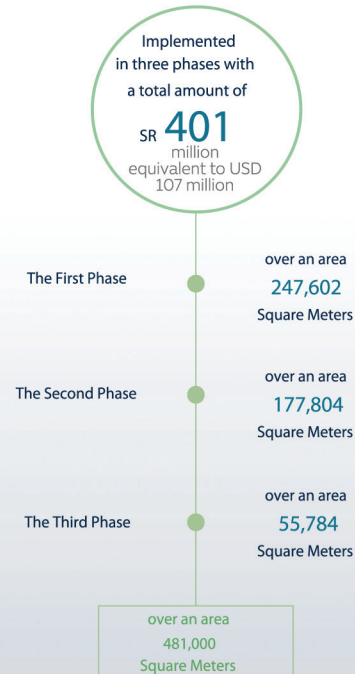 Implemented
in three phases with
a total amount of
SR 401
million
equivalent to USD
107 million
The First Phase
over an area
247,602
Square Meters
The Second Phase
over an area
177,804
Square Meters
The Third Phase
over an area
55,784
Square Meters
over an area
481,000
Square Meters